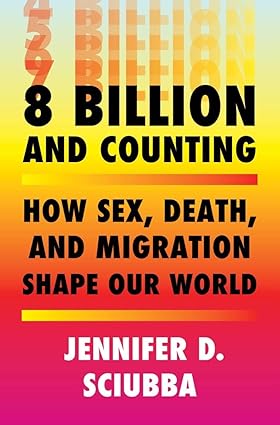 8 BILLION
AND COUNTING
HOW SEX, DEATH,
AND MIGRATION
SHAPE OUR WORLD
JENNIFER D.
SCIUBBA